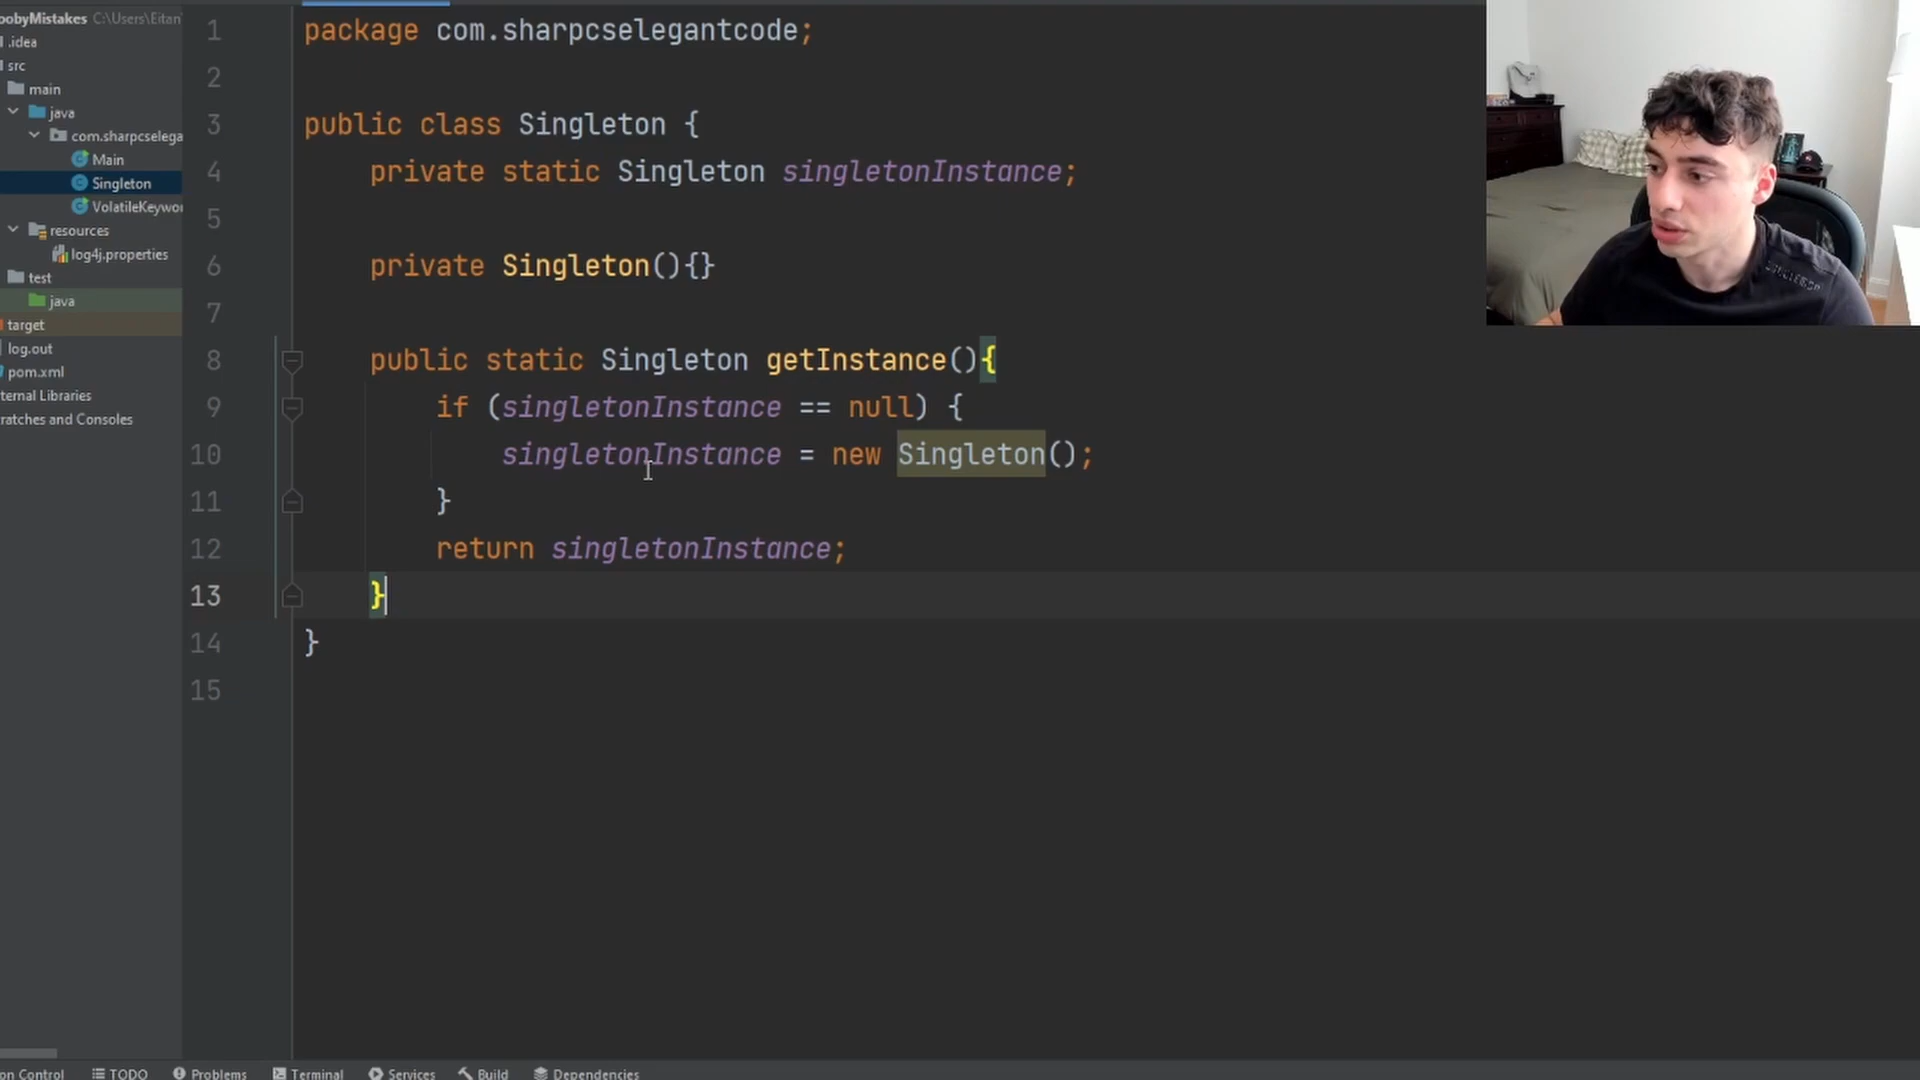 oobyMistakes C:\Users\Eitan
.idea
src
main
java
com.sharpcselega
Main
Singleton
VolatileKeywor
resources
log4j.properties
test
java
target
log.out
pom.xml
ternal Libraries
ratches and Consoles
1 package com.sharpcselegantcode;
2
3 public class Singleton {
4 private static Singleton singletonInstance;
5
6 private Singleton(){}
7
8 public static Singleton getInstance(){
9 if (singletonInstance == null) {
10 singletonInstance = new Singleton();
11 }
12 return singletonInstance;
13 }
14 }
15
on Control TODO Problems Terminal Services Build Dependencies